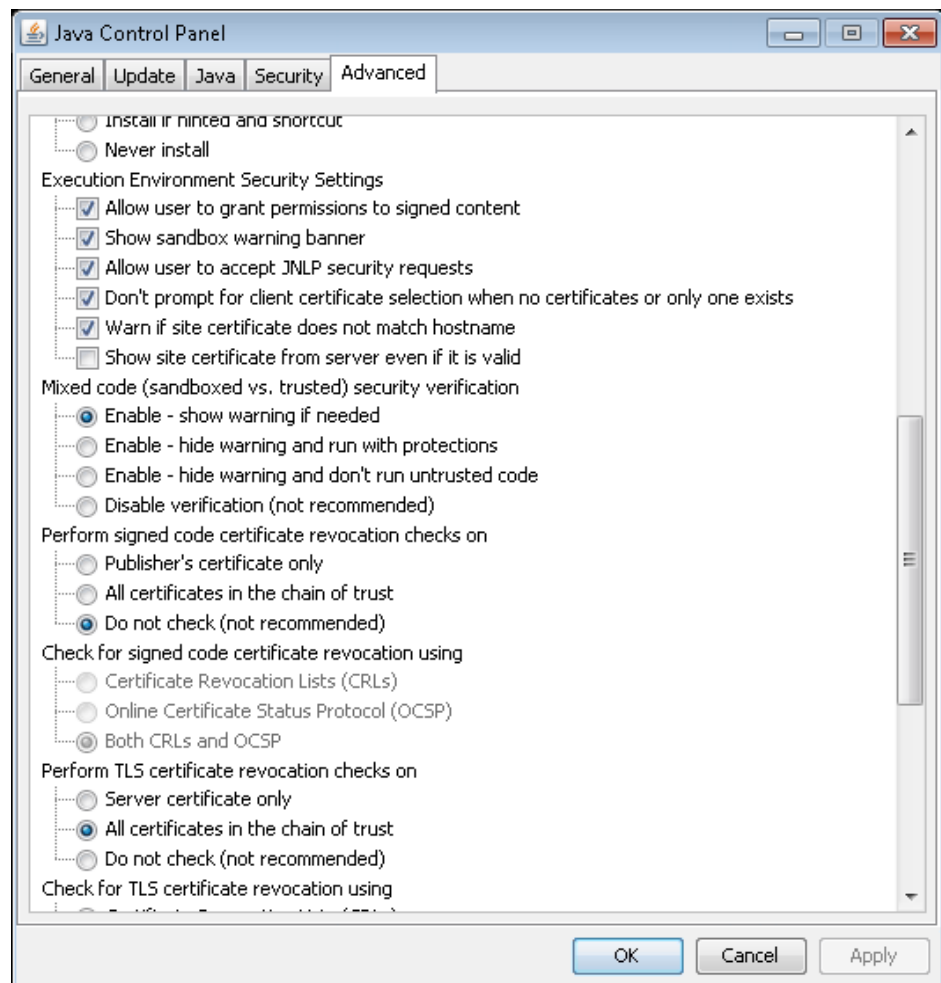 Java Control Panel
General Update Java Security Advanced
Install if hinted and shortcut
Never install
Execution Environment Security Settings
Allow user to grant permissions to signed content
Show sandbox warning banner
Allow user to accept JNLP security requests
Don't prompt for client certificate selection when no certificates or only one exists
Warn if site certificate does not match hostname
Show site certificate from server even if it is valid
Mixed code (sandboxed vs. trusted) security verification
Enable - show warning if needed
Enable - hide warning and run with protections
Enable - hide warning and don't run untrusted code
Disable verification (not recommended)
Perform signed code certificate revocation checks on
Publisher's certificate only
All certificates in the chain of trust
Do not check (not recommended)
Check for signed code certificate revocation using
Certificate Revocation Lists (CRLs)
Online Certificate Status Protocol (OCSP)
Both CRLs and OCSP
Perform TLS certificate revocation checks on
Server certificate only
All certificates in the chain of trust
Do not check (not recommended)
Check for TLS certificate revocation using
OK Cancel Apply